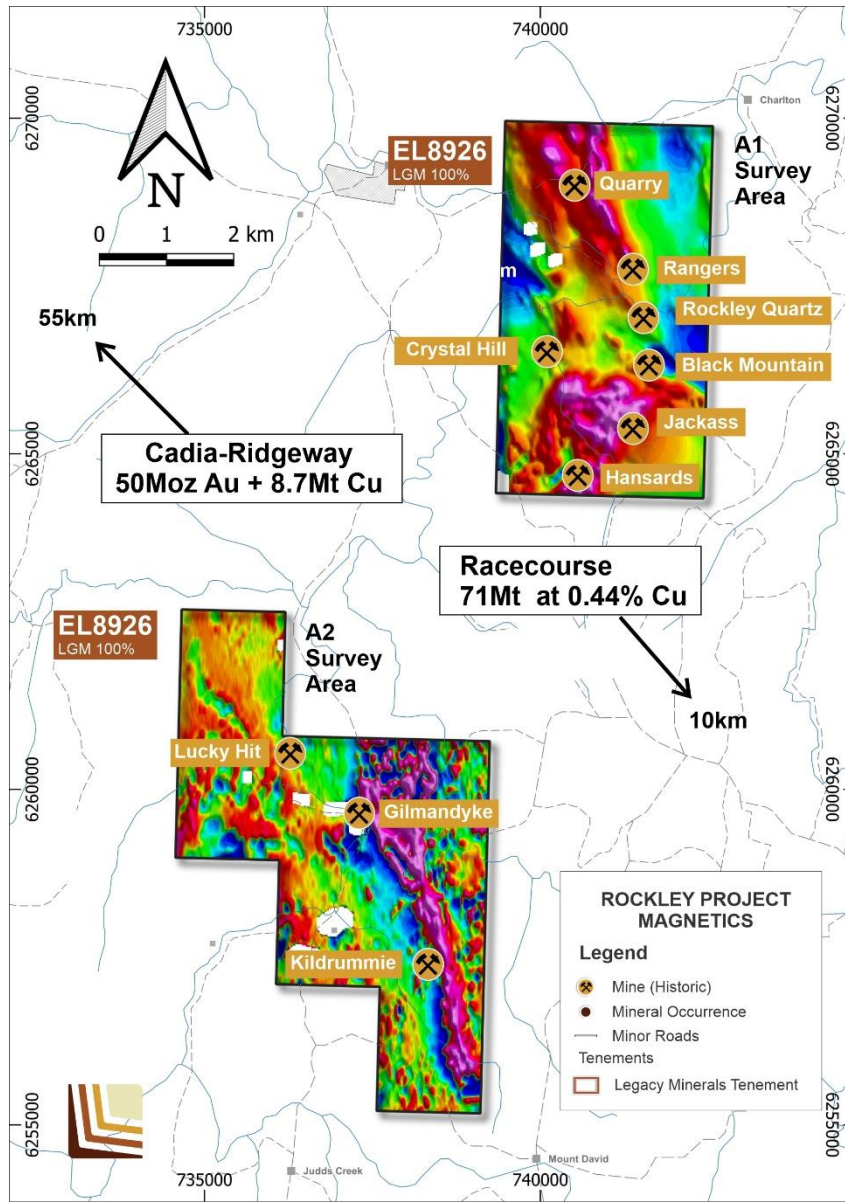 735000
740000
6270000
6270000
Charlton
EL8926
LGM 100%
A1
Survey
Area
Quarry
N
0 1 2 km
Rangers
m
55km
Rockley Quartz
Crystal Hill
Black Mountain
Jackass
Cadia-Ridgeway
50Moz Au + 8.7Mt Cu
6265000
6265000
Hansards
Racecourse
71Mt at 0.44% Cu
EL8926
LGM 100%
A2
Survey
Area
10km
Lucky Hit
6260000
6260000
Gilmandyke
Kildrummie
ROCKLEY PROJECT
MAGNETICS
Legend
Mine (Historic)
Mineral Occurrence
Minor Roads
Tenements
Legacy Minerals Tenement
6255000
6255000
Mount David
Judds Creek
735000
740000